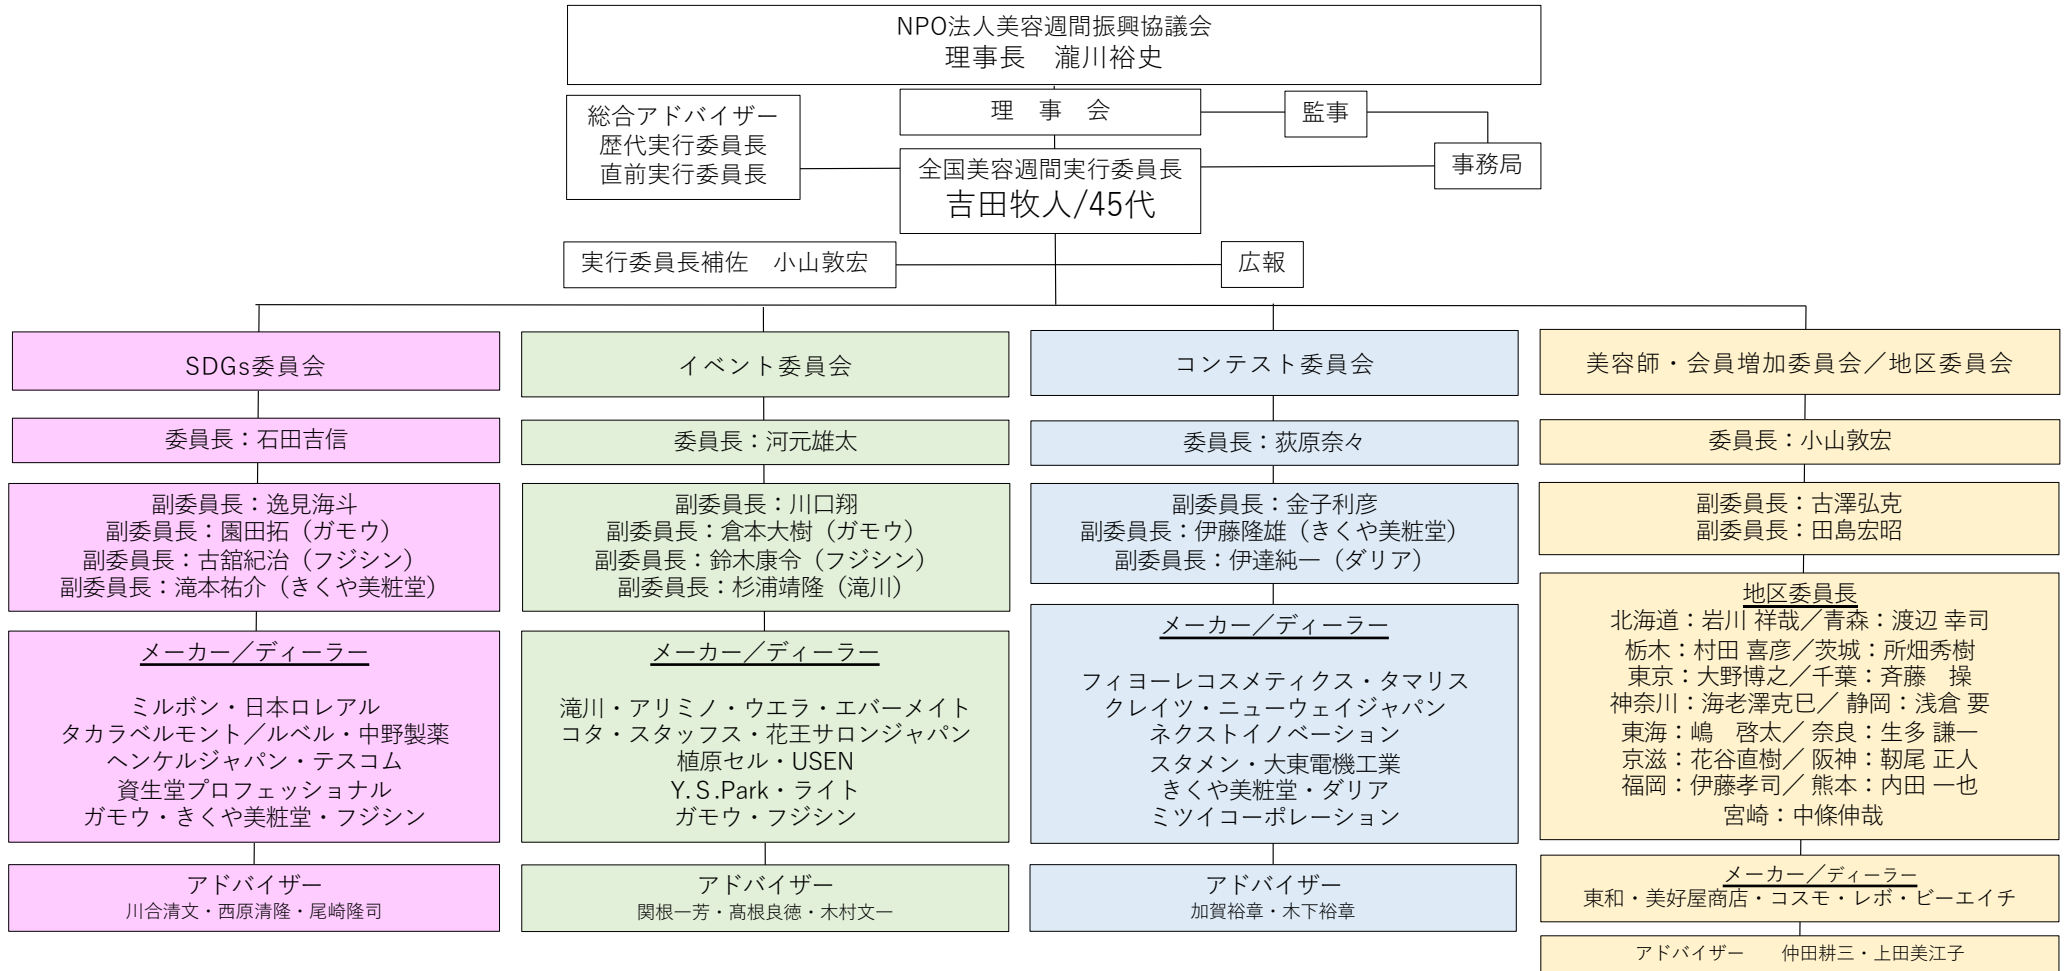 NPO法人美容週間振興協議会
理事長　瀧川裕史
総合アドバイザー
歴代実行委員長
直前実行委員長
理　事　会
監事
事務局
全国美容週間実行委員長
吉田牧人/45代
実行委員長補佐　小山敦宏
広報
SDGs委員会
委員長：石田吉信
副委員長：逸見海斗
副委員長：園田拓（ガモウ）
副委員長：古舘紀治（フジシン）
副委員長：滝本祐介（きくや美粧堂）
メーカー／ディーラー
ミルボン・日本ロレアル
タカラベルモント／ルベル・中野製薬
ヘンケルジャパン・テスコム
資生堂プロフェッショナル
ガモウ・きくや美粧堂・フジシン
アドバイザー
川合清文・西原清隆・尾崎隆司
イベント委員会
委員長：河元雄太
副委員長：川口翔
副委員長：倉本大樹（ガモウ）
副委員長：鈴木康令（フジシン）
副委員長：杉浦靖隆（滝川）
メーカー／ディーラー
滝川・アリミノ・ウエラ・エバーメイト
コタ・スタッフス・花王サロンジャパン
植原セル・USEN
Y.S.Park・ライト
ガモウ・フジシン
アドバイザー
関根一芳・髙根良徳・木村文一
コンテスト委員会
委員長：荻原奈々
副委員長：金子利彦
副委員長：伊藤隆雄（きくや美粧堂）
副委員長：伊達純一（ダリア）
メーカー／ディーラー
フィヨーレコスメティクス・タマリス
クレイツ・ニューウェイジャパン
ネクストイノベーション
スタメン・大東電機工業
きくや美粧堂・ダリア
ミツイコーポレーション
アドバイザー
加賀裕章・木下裕章
美容師・会員増加委員会／地区委員会
委員長：小山敦宏
副委員長：古澤弘克
副委員長：田島宏昭
地区委員長
北海道：岩川 祥哉／青森：渡辺 幸司
栃木：村田 喜彦／茨城：所畑秀樹
東京：大野博之／千葉：斉藤　操
神奈川：海老澤克巳／ 静岡：浅倉 要
東海：嶋　啓太／ 奈良：生多 謙一
京滋：花谷直樹／ 阪神：靭尾 正人
福岡：伊藤孝司／ 熊本：内田 一也
宮崎：中條伸哉
メーカー／ディーラー
東和・美好屋商店・コスモ・レボ・ビーエイチ
アドバイザー　　仲田耕三・上田美江子